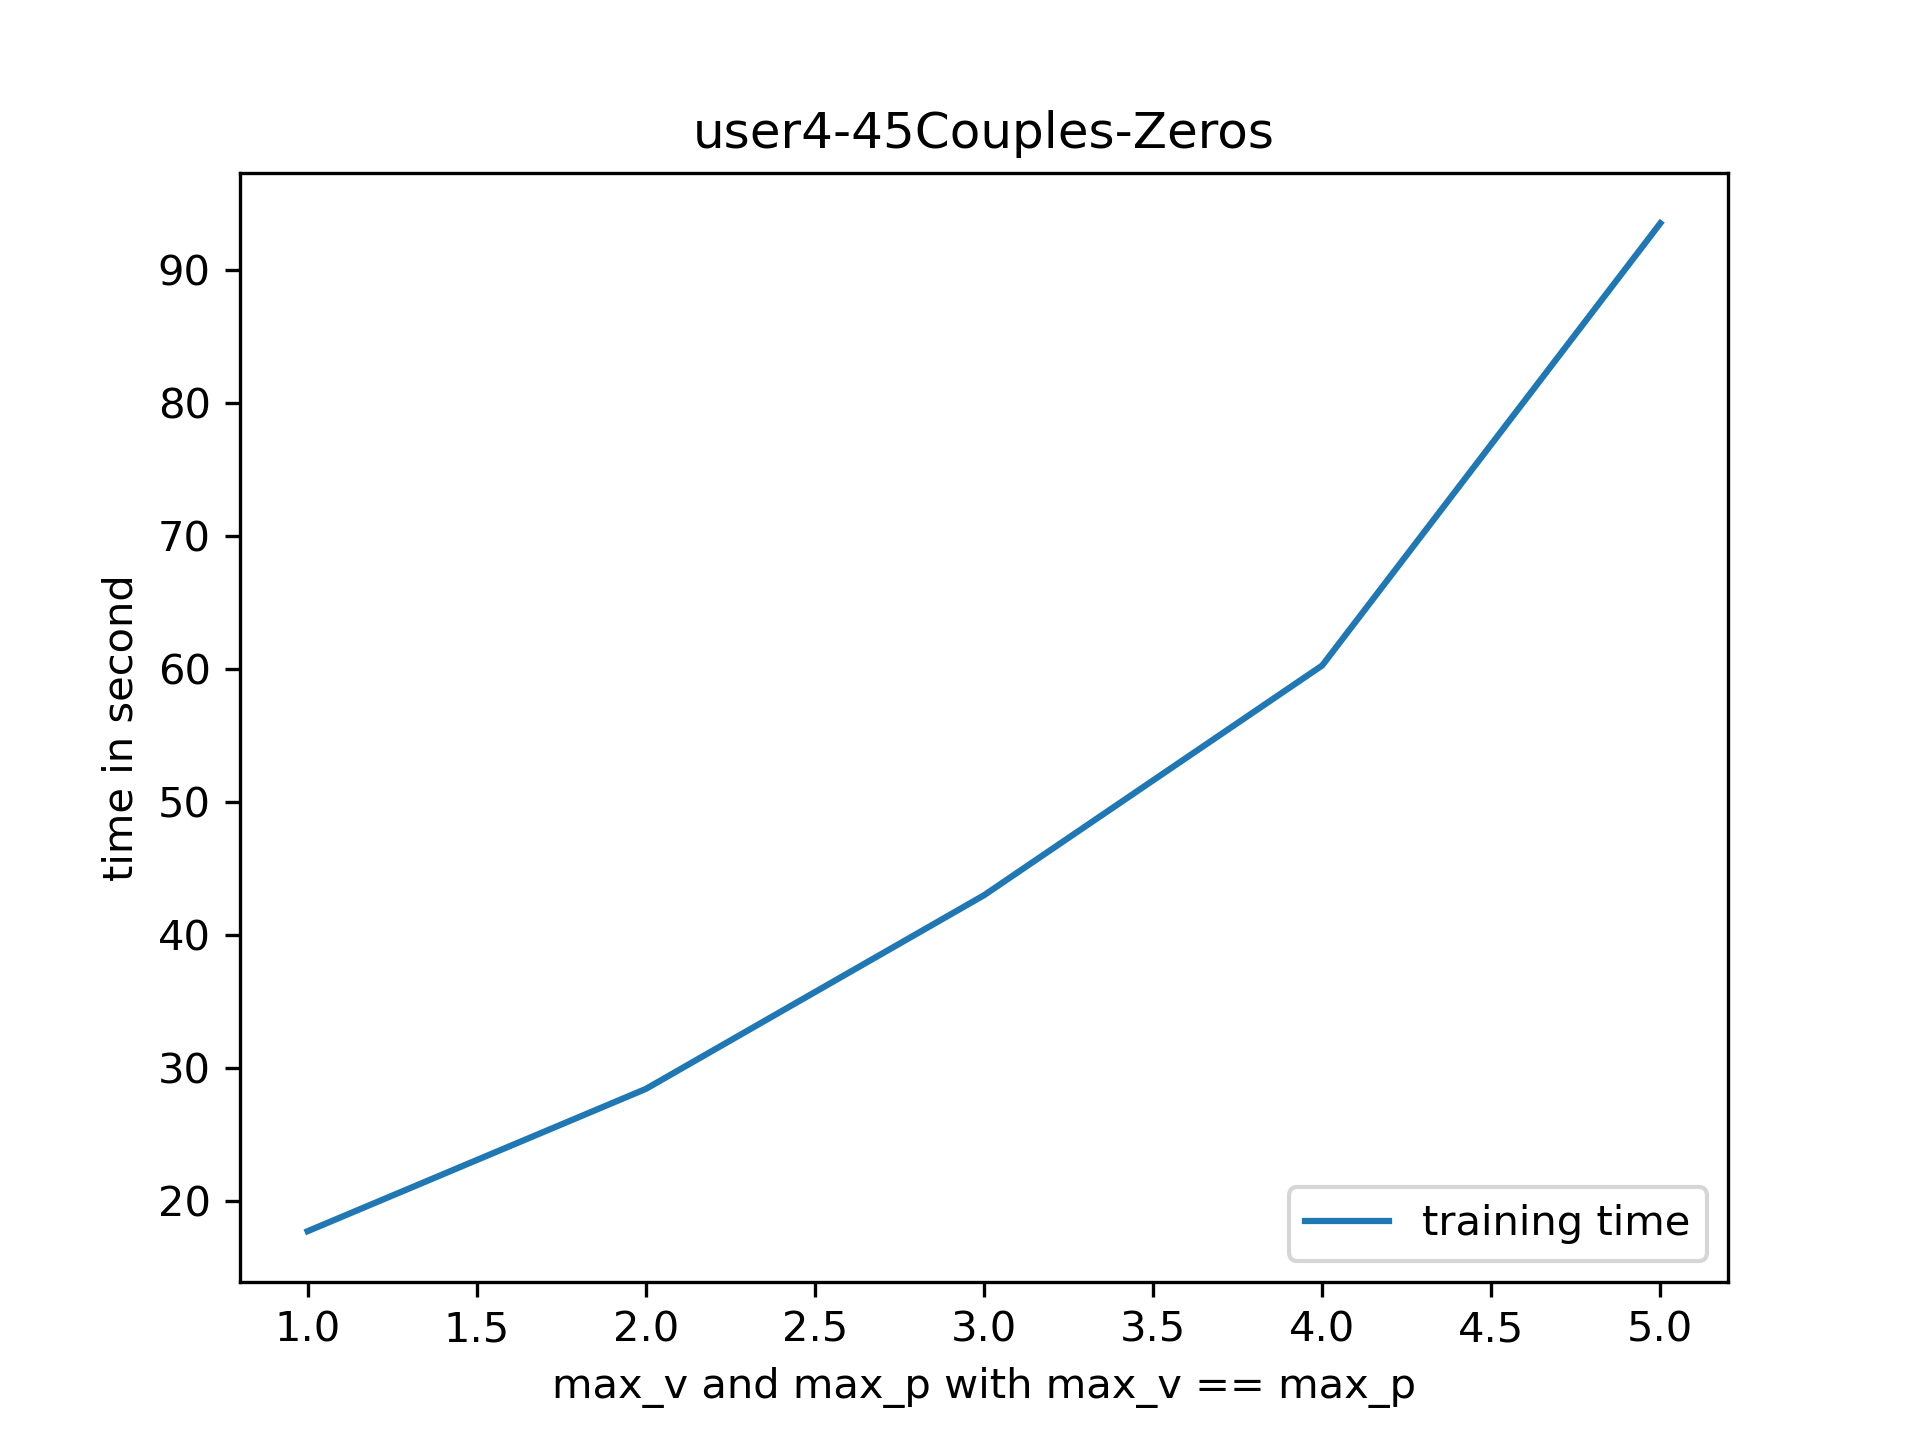 user4-45Couples-Zeros
90
80
70
60
50
40
30
20
time in second
training time
1.0 1.5 2.0 2.5 3.0 3.5 4.0 4.5 5.0
max_v and max_p with max_v == max_p